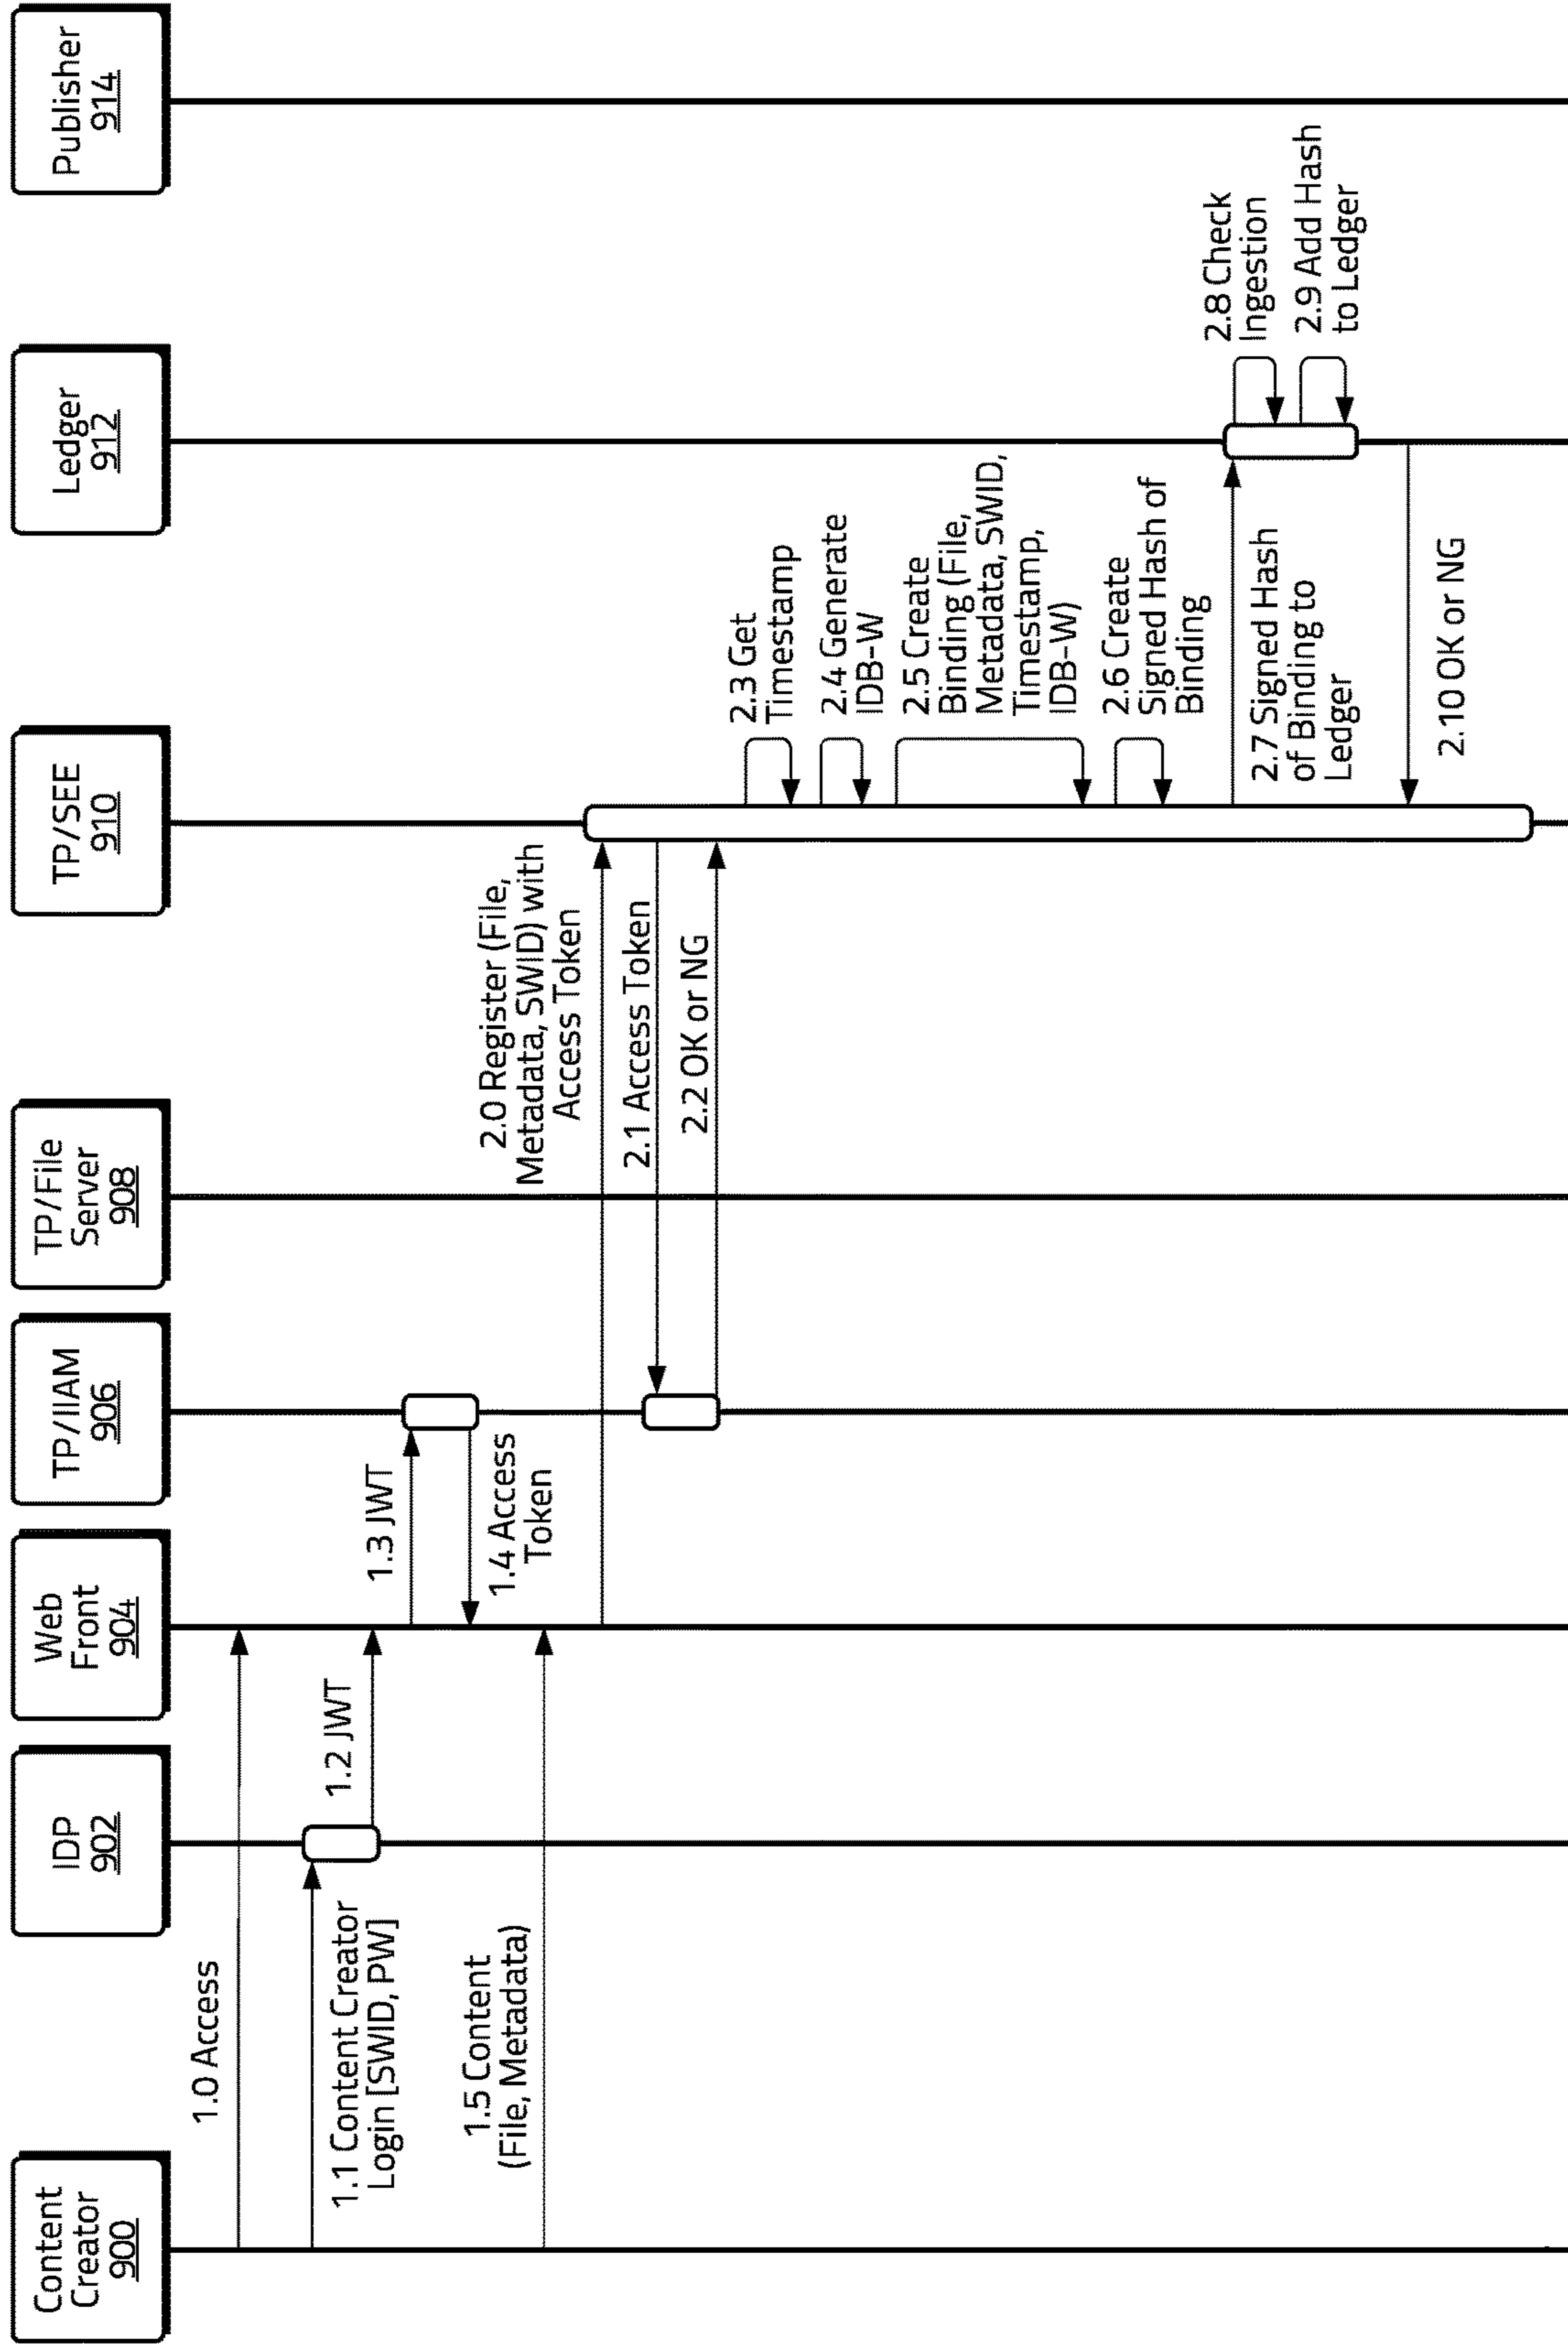 Content
Creator
900
IDP
902
Web
Front
904
TP/IIAM
906
TP/File
Server
908
TP/SEE
910
Ledger
912
Publisher
914
1.0 Access
1.1 Content Creator
Login [SWID, PW]
1.2 JWT
1.3 JWT
1.4 Access
Token
1.5 Content
(File, Metadata)
2.0 Register (File,
Metadata, SWID) with
Access Token
2.1 Access Token
2.2 OK or NG
2.3 Get
Timestamp
2.4 Generate
IDB-W
2.5 Create
Binding (File,
Metadata, SWID,
Timestamp,
IDB-W)
2.6 Create
Signed Hash of
Binding
2.7 Signed Hash
of Binding to
Ledger
2.8 Check
Ingestion
2.9 Add Hash
to Ledger
2.10 OK or NG